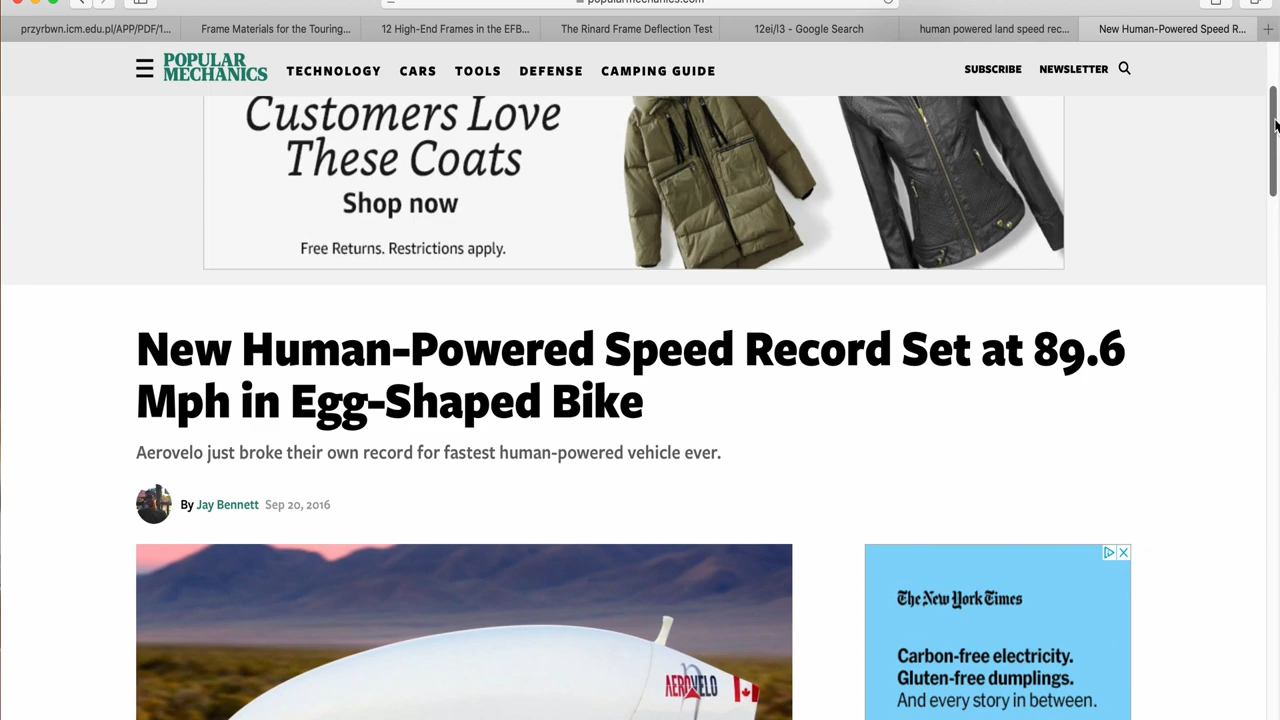 popularmechanics.com
przyrbwn.icm.edu.pl/APP/PDF/1...
Frame Materials for the Touring...
12 High-End Frames in the EFB...
The Rinard Frame Deflection Test
12ei/l3 - Google Search
human powered land speed rec...
New Human-Powered Speed R...
POPULAR
MECHANICS
TECHNOLOGY CARS TOOLS DEFENSE CAMPING GUIDE
SUBSCRIBE NEWSLETTER
Customers Love
These Coats
Shop now
Free Returns. Restrictions apply.
New Human-Powered Speed Record Set at 89.6
Mph in Egg-Shaped Bike
Aerovelo just broke their own record for fastest human-powered vehicle ever.
By Jay Bennett Sep 20, 2016
AEROVELO
The New York Times
Carbon-free electricity.
Gluten-free dumplings.
And every story in between.